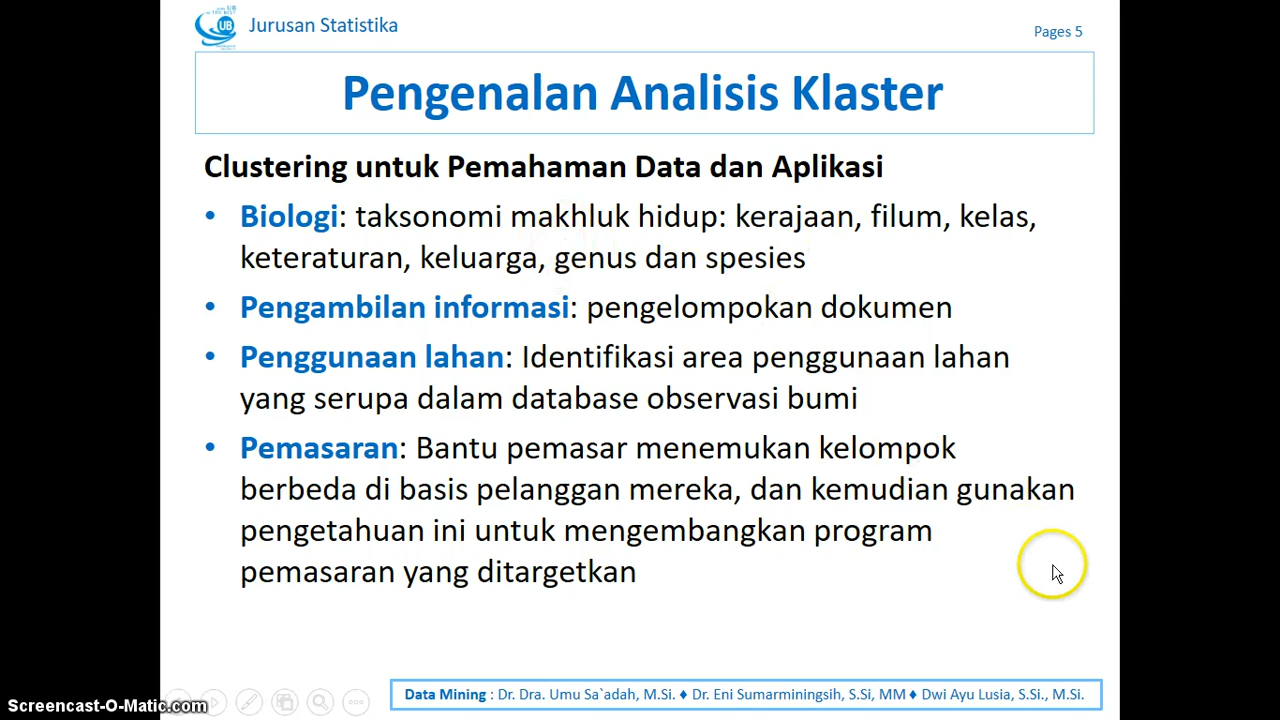 Jurusan Statistika
Pages 5
Pengenalan Analisis Klaster
Clustering untuk Pemahaman Data dan Aplikasi
• Biologi: taksonomi makhluk hidup: kerajaan, filum, kelas,
keteraturan, keluarga, genus dan spesies
• Pengambilan informasi: pengelompokan dokumen
• Penggunaan lahan: Identifikasi area penggunaan lahan
yang serupa dalam database observasi bumi
• Pemasaran: Bantu pemasar menemukan kelompok
berbeda di basis pelanggan mereka, dan kemudian gunakan
pengetahuan ini untuk mengembangkan program
pemasaran yang ditargetkan
Data Mining : Dr. Dra. Umu Sa`adah, M.Si. ♦ Dr. Eni Sumarminingsih, S.Si, MM ♦ Dwi Ayu Lusia, S.Si., M.Si.
Screencast-O-Matic.com
UB